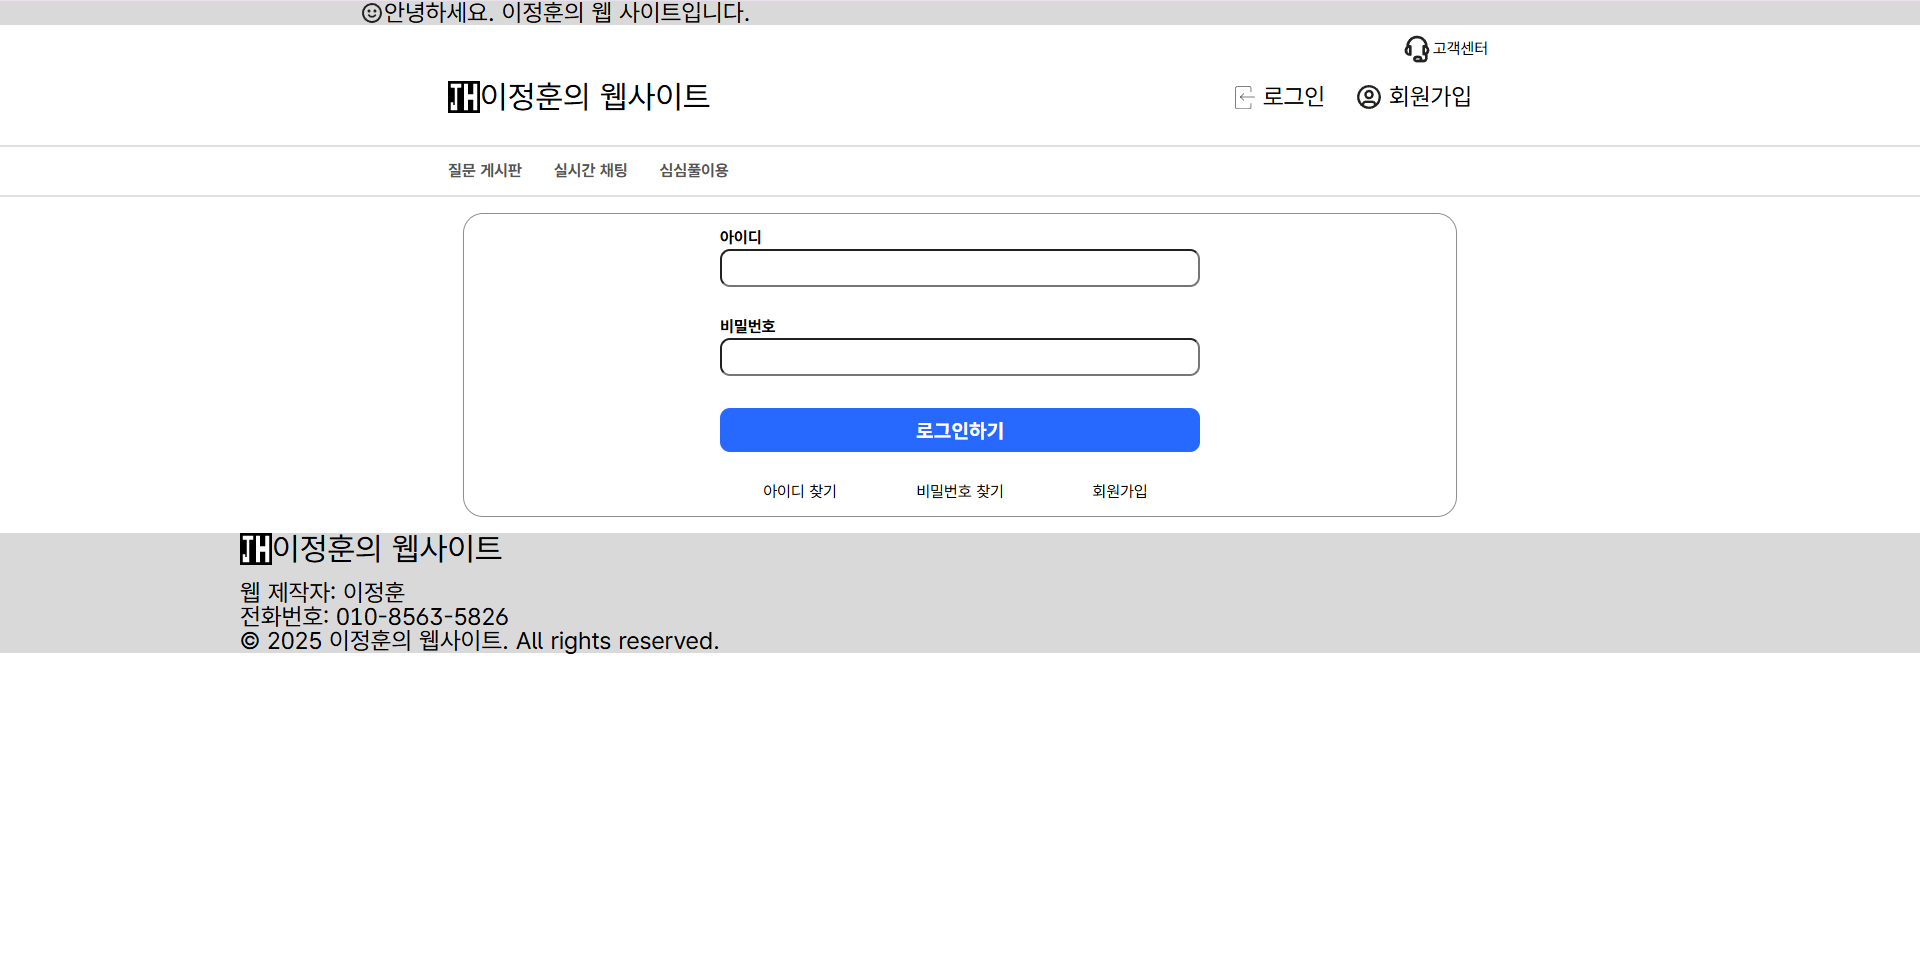 안녕하세요. 이정훈의 웹 사이트입니다.
고객센터
JH이정훈의 웹사이트
로그인 회원가입
질문 게시판 실시간 채팅 심심풀이용
아이디
비밀번호
로그인하기
아이디 찾기 비밀번호 찾기 회원가입
JH이정훈의 웹사이트
웹 제작자: 이정훈
전화번호: 010-8563-5826
© 2025 이정훈의 웹사이트. All rights reserved.